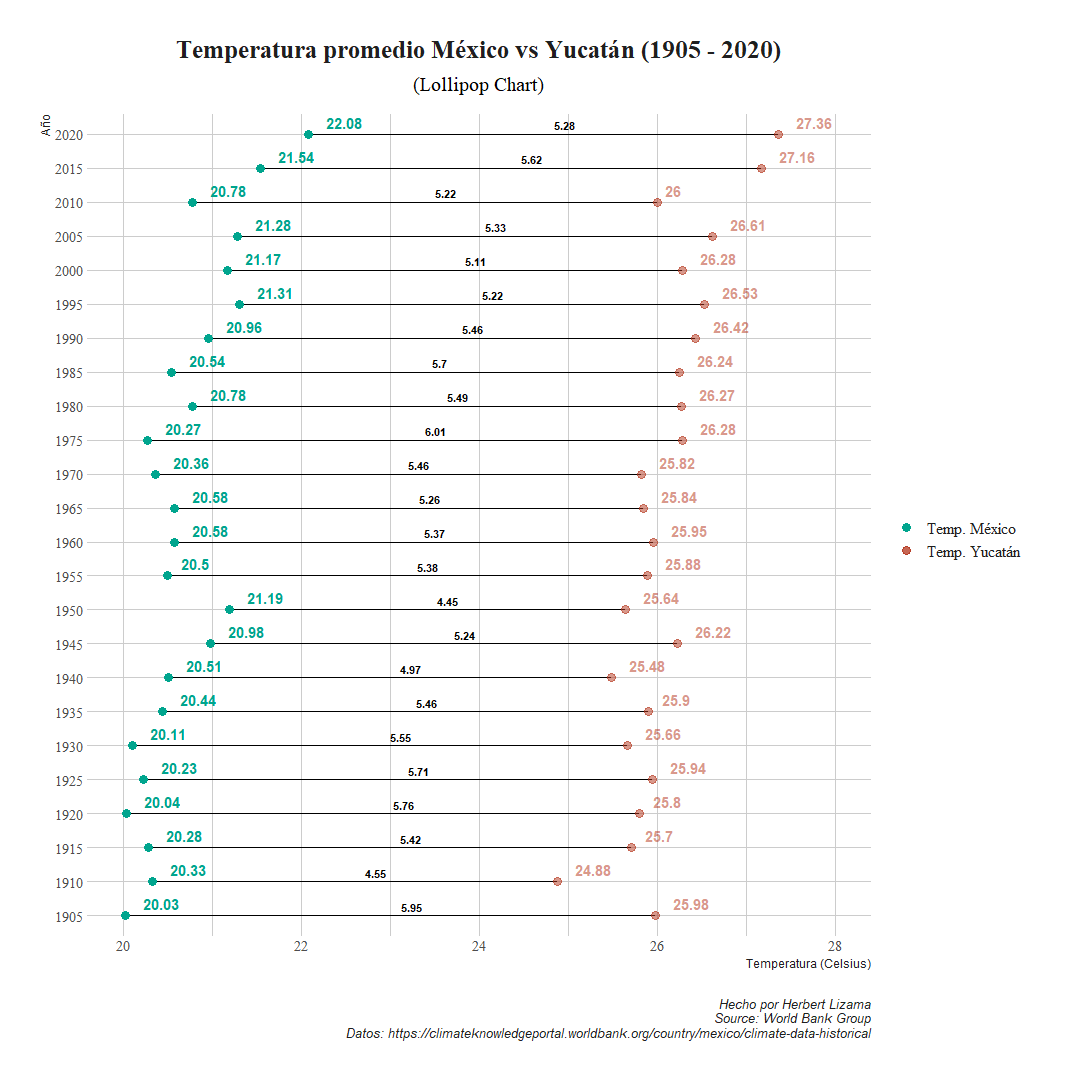 Temperatura promedio México vs Yucatán (1905 - 2020)
(Lollipop Chart)
Año
2020 22.08 5.28 27.36
2015 21.54 5.62 27.16
2010 20.78 5.22 26
2005 21.28 5.33 26.61
2000 21.17 5.11 26.28
1995 21.31 5.22 26.53
1990 20.96 5.46 26.42
1985 20.54 5.7 26.24
1980 20.78 5.49 26.27
1975 20.27 6.01 26.28
1970 20.36 5.46 25.82
1965 20.58 5.26 25.84
1960 20.58 5.37 25.95
1955 20.5 5.38 25.88
1950 21.19 4.45 25.64
1945 20.98 5.24 26.22
1940 20.51 4.97 25.48
1935 20.44 5.46 25.9
1930 20.11 5.55 25.66
1925 20.23 5.71 25.94
1920 20.04 5.76 25.8
1915 20.28 5.42 25.7
1910 20.33 4.55 24.88
1905 20.03 5.95 25.98
20 22 24 26 28
Temperatura (Celsius)
Temp. México
Temp. Yucatán
Hecho por Herbert Lizama
Source: World Bank Group
Datos: https://climateknowledgeportal.worldbank.org/country/mexico/climate-data-historical